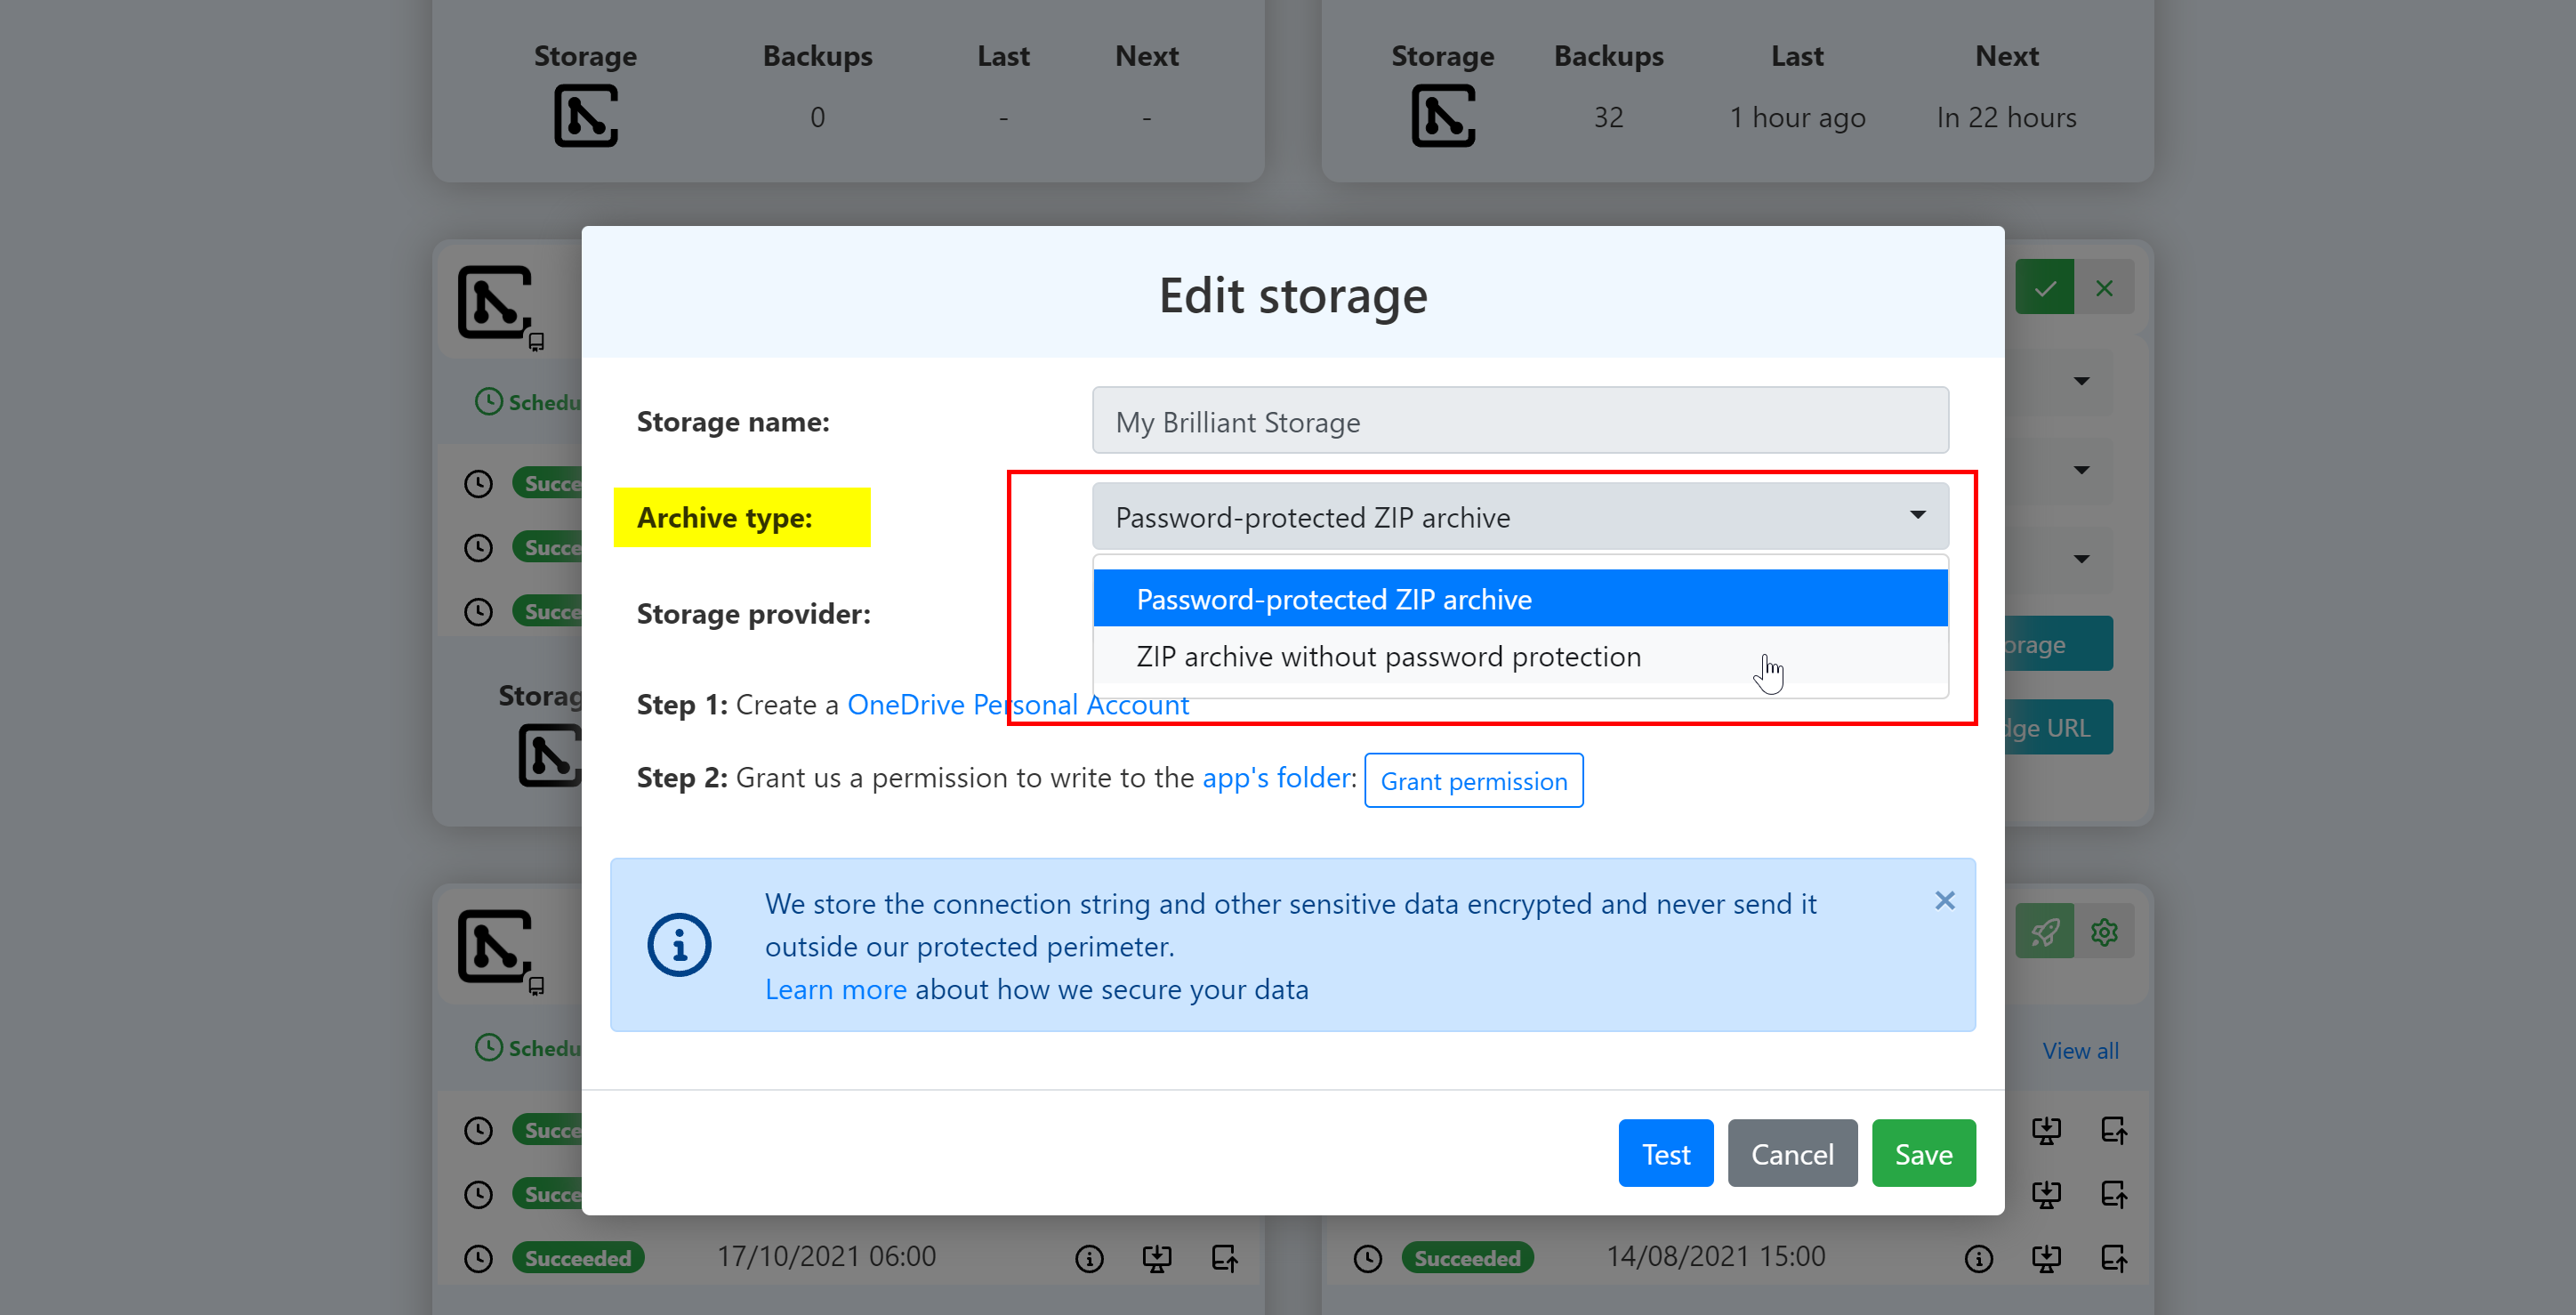 Storage Backups Last Next
0 - -
Storage Backups Last Next
32 1 hour ago In 22 hours
Edit storage
Storage name: My Brilliant Storage
Archive type: Password-protected ZIP archive
Password-protected ZIP archive
ZIP archive without password protection
Storage provider:
Step 1: Create a OneDrive Personal Account
Step 2: Grant us a permission to write to the app's folder: Grant permission
We store the connection string and other sensitive data encrypted and never send it
outside our protected perimeter.
Learn more about how we secure your data
Test Cancel Save
Schedu
Succe
Succe
Succe
Storag
orage
dge URL
Schedu
View all
Succe
Succe
Succeeded 17/10/2021 06:00
Succeeded 14/08/2021 15:00